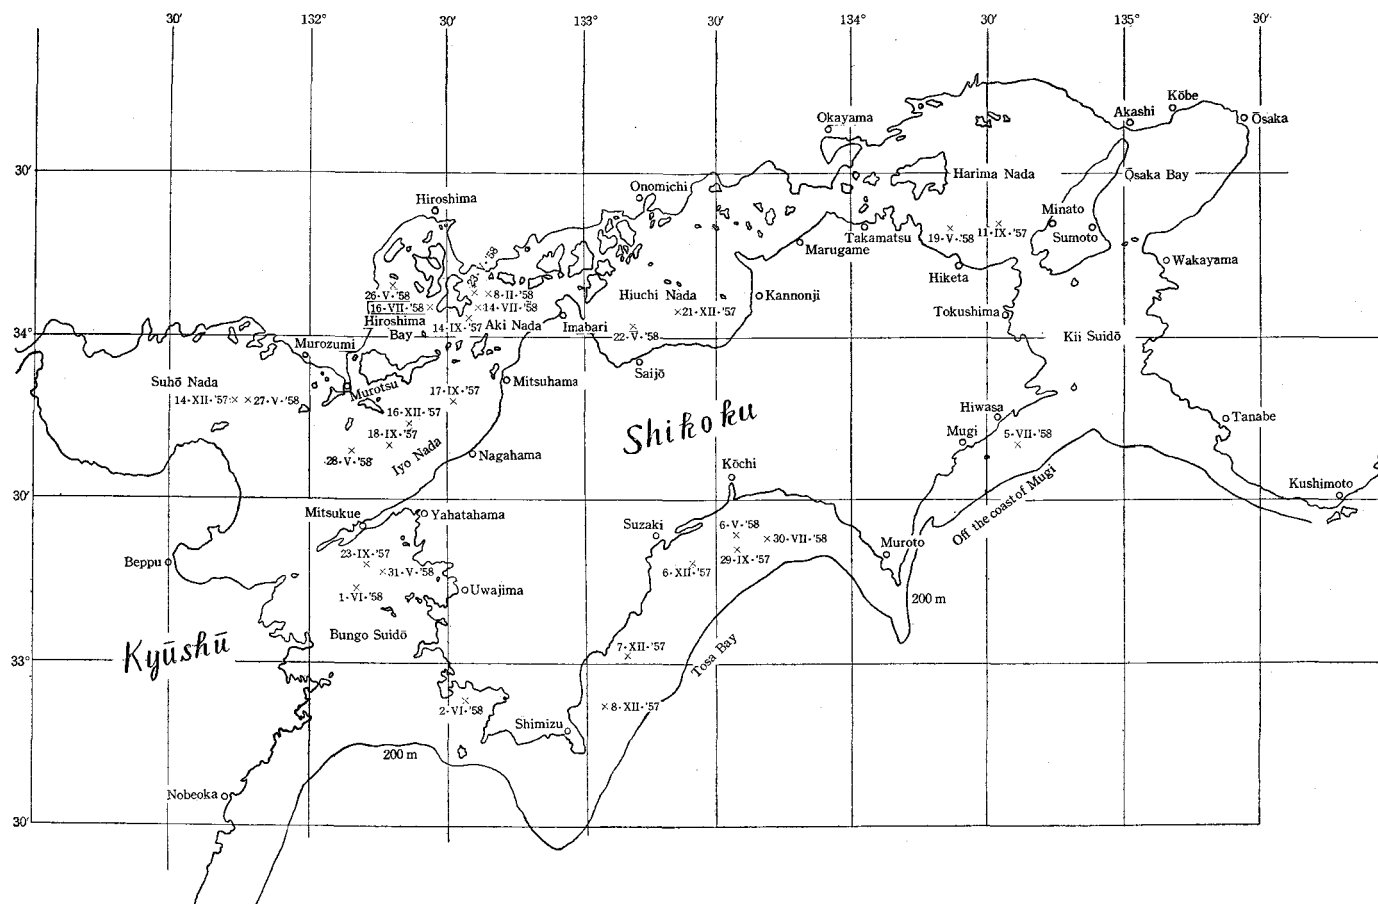 30′ 132° 30′ 133° 30′ 134° 30′ 135° 30′
Kōbe
Akashi
Ōsaka
Okayama
30′
Harima Nada
Ōsaka Bay
Onomichi
Hiroshima
Minato
Sumoto
Takamatsu
19·V·'58
11·IX·'57
Marugame
Wakayama
Hiketa
23·V·'58
26·V·'58
8·II·'58
16·VII·'58
14·VII·'58
Hiuchi Nada
Kannonji
21·XII·'57
Tokushima
Hiroshima
Bay
14·IX·'57
Aki Nada
Imabari
22·V·'58
34°
Kii Suidō
Murozumi
Saijō
Suhō Nada
Murotsu
17·IX·'57
Mitsuhama
14·XII·'57
27·V·'58
16·XII·'57
18·IX·'57
Hiwasa
Mugi
5·VII·'58
Tanabe
Shikoku
28·V·'58
Iyo Nada
Nagahama
Kōchi
Kushimoto
30′
Off the coast of Mugi
Mitsukue
Yahatahama
Suzaki
6·V·'58
30·VII·'58
29·IX·'57
Muroto
23·IX·'57
Beppu
31·V·'58
6·XII·'57
1·VI·'58
Uwajima
200 m
Bungo Suidō
Kyūshū
7·XII·'57
Tosa Bay
33°
2·VI·'58
8·XII·'57
Shimizu
200 m
Nobeoka
30′